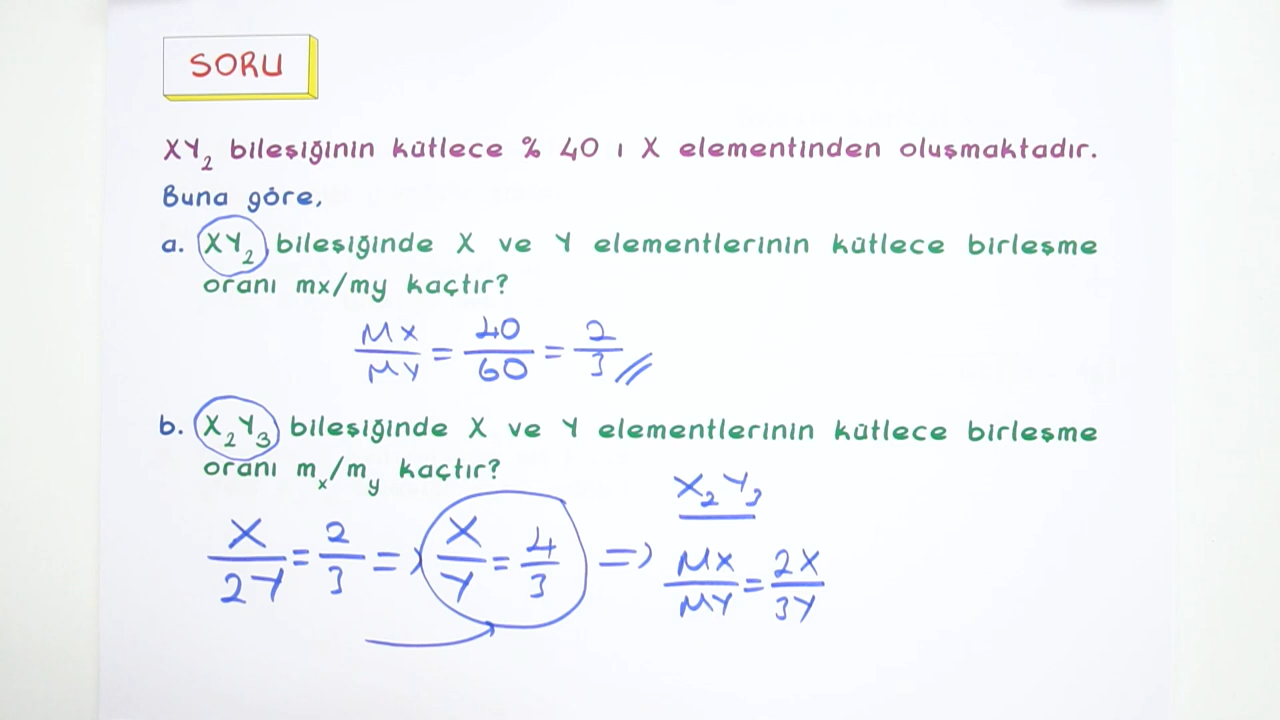 SORU
XY₂ bileşiğinin kütlece % 40 ı X elementinden oluşmaktadır.
Buna göre,
a. XY₂ bileşiğinde X ve Y elementlerinin kütlece birleşme
oranı mx/my kaçtır?
MX/MY = 40/60 = 2/3 //
b. X₂Y₃ bileşiğinde X ve Y elementlerinin kütlece birleşme
oranı mₓ/my kaçtır?
X₂Y₃
X/2Y = 2/3 => X/Y = 4/3 => MX/MY = 2X/3Y